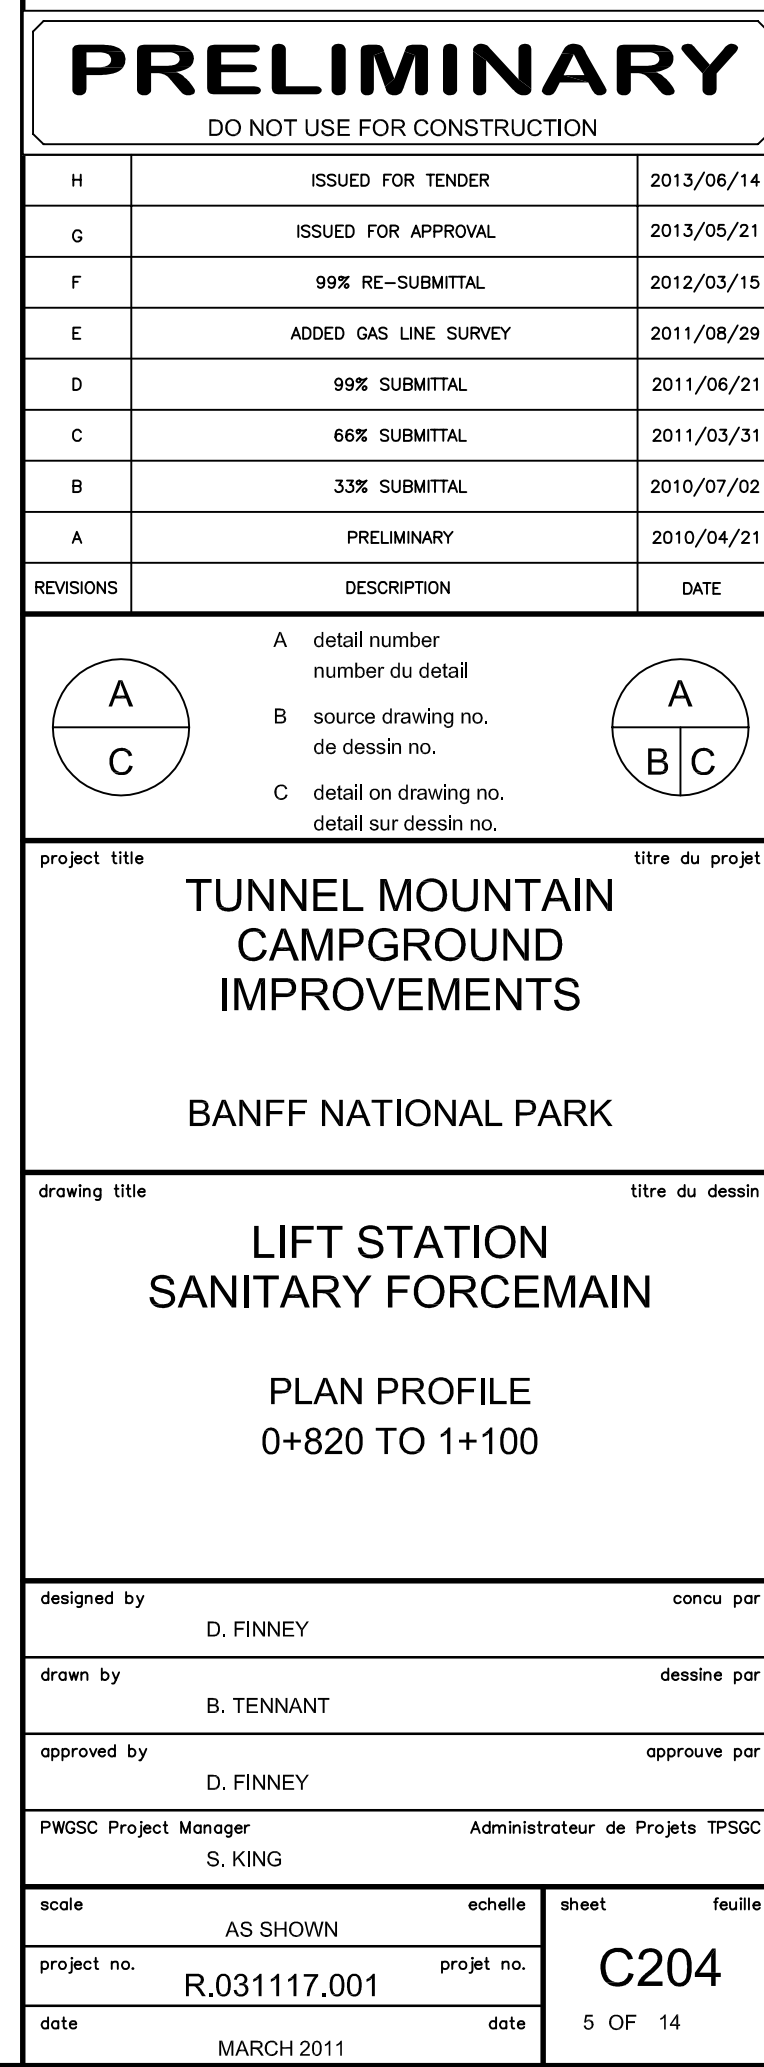 PRELIMINARY
DO NOT USE FOR CONSTRUCTION
H ISSUED FOR TENDER 2013/06/14
G ISSUED FOR APPROVAL 2013/05/21
F 99% RE-SUBMITTAL 2012/03/15
E ADDED GAS LINE SURVEY 2011/08/29
D 99% SUBMITTAL 2011/06/21
C 66% SUBMITTAL 2011/03/31
B 33% SUBMITTAL 2010/07/02
A PRELIMINARY 2010/04/21
REVISIONS DESCRIPTION DATE
A
C
A detail number
number du detail
B source drawing no.
de dessin no.
C detail on drawing no.
detail sur dessin no.
A
B C
project title titre du projet
TUNNEL MOUNTAIN
CAMPGROUND
IMPROVEMENTS
BANFF NATIONAL PARK
drawing title titre du dessin
LIFT STATION
SANITARY FORCEMAIN
PLAN PROFILE
0+820 TO 1+100
designed by concu par
D. FINNEY
drawn by dessine par
B. TENNANT
approved by approuve par
D. FINNEY
PWGSC Project Manager Administrateur de Projets TPSGC
S. KING
scale echelle
AS SHOWN
project no. projet no.
R.031117.001
date date
MARCH 2011
sheet feuille
C204
5 OF 14